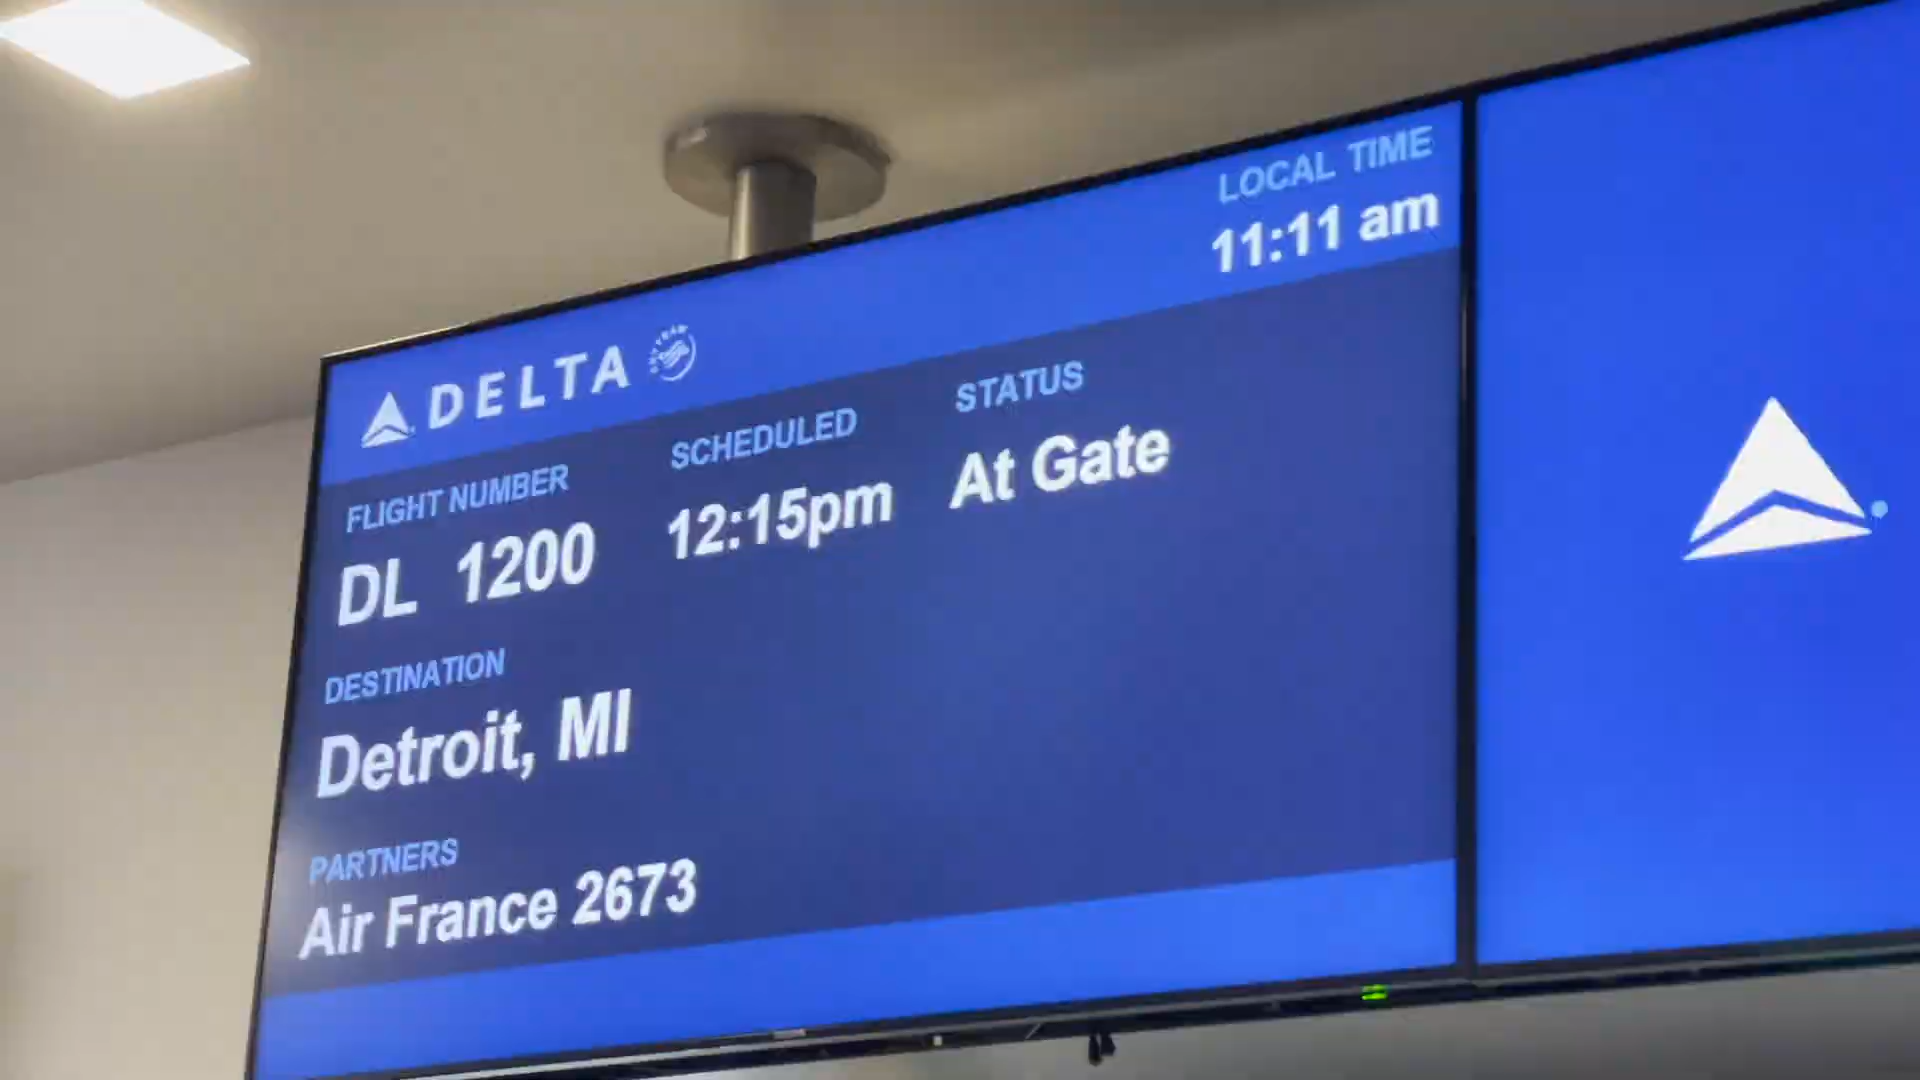 LOCAL TIME
11:11 am
DELTA
FLIGHT NUMBER SCHEDULED STATUS
DL 1200 12:15pm At Gate
DESTINATION
Detroit, MI
PARTNERS
Air France 2673